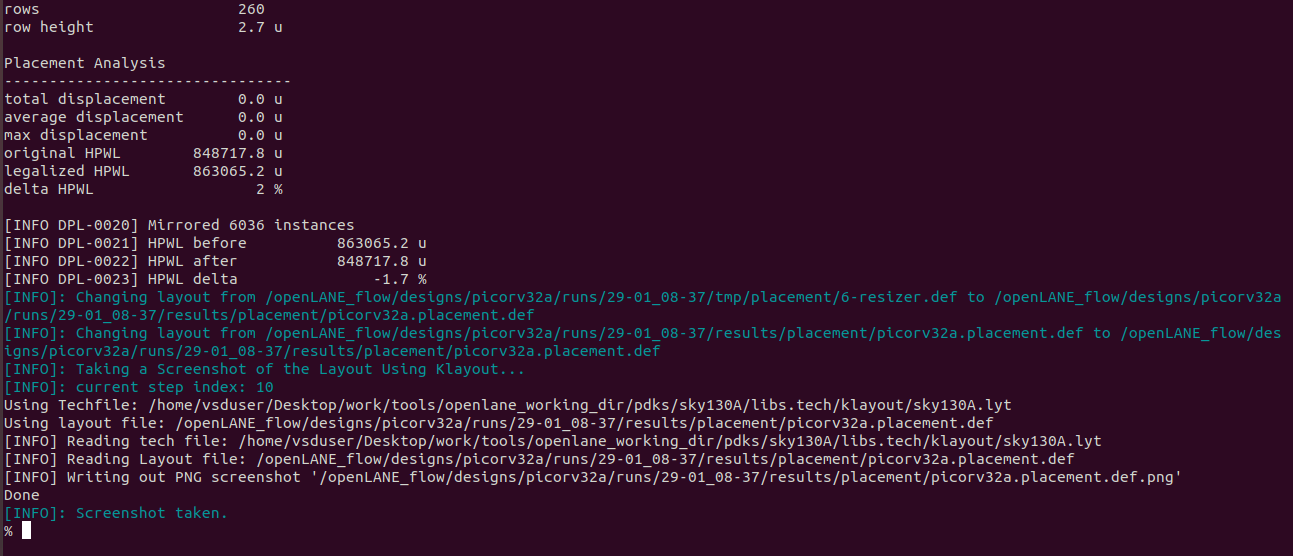 rows                      260
row height                2.7 u

Placement Analysis
--------------------------------
total displacement        0.0 u
average displacement      0.0 u
max displacement          0.0 u
original HPWL        848717.8 u
legalized HPWL       863065.2 u
delta HPWL                  2 %

[INFO DPL-0020] Mirrored 6036 instances
[INFO DPL-0021] HPWL before          863065.2 u
[INFO DPL-0022] HPWL after           848717.8 u
[INFO DPL-0023] HPWL delta               -1.7 %
[INFO]: Changing layout from /openLANE_flow/designs/picorv32a/runs/29-01_08-37/tmp/placement/6-resizer.def to /openLANE_flow/designs/picorv32a
/runs/29-01_08-37/results/placement/picorv32a.placement.def
[INFO]: Changing layout from /openLANE_flow/designs/picorv32a/runs/29-01_08-37/results/placement/picorv32a.placement.def to /openLANE_flow/des
igns/picorv32a/runs/29-01_08-37/results/placement/picorv32a.placement.def
[INFO]: Taking a Screenshot of the Layout Using Klayout...
[INFO]: current step index: 10
Using Techfile: /home/vsduser/Desktop/work/tools/openlane_working_dir/pdks/sky130A/libs.tech/klayout/sky130A.lyt
Using layout file: /openLANE_flow/designs/picorv32a/runs/29-01_08-37/results/placement/picorv32a.placement.def
[INFO] Reading tech file: /home/vsduser/Desktop/work/tools/openlane_working_dir/pdks/sky130A/libs.tech/klayout/sky130A.lyt
[INFO] Reading Layout file: /openLANE_flow/designs/picorv32a/runs/29-01_08-37/results/placement/picorv32a.placement.def
[INFO] Writing out PNG screenshot '/openLANE_flow/designs/picorv32a/runs/29-01_08-37/results/placement/picorv32a.placement.def.png'
Done
[INFO]: Screenshot taken.
%